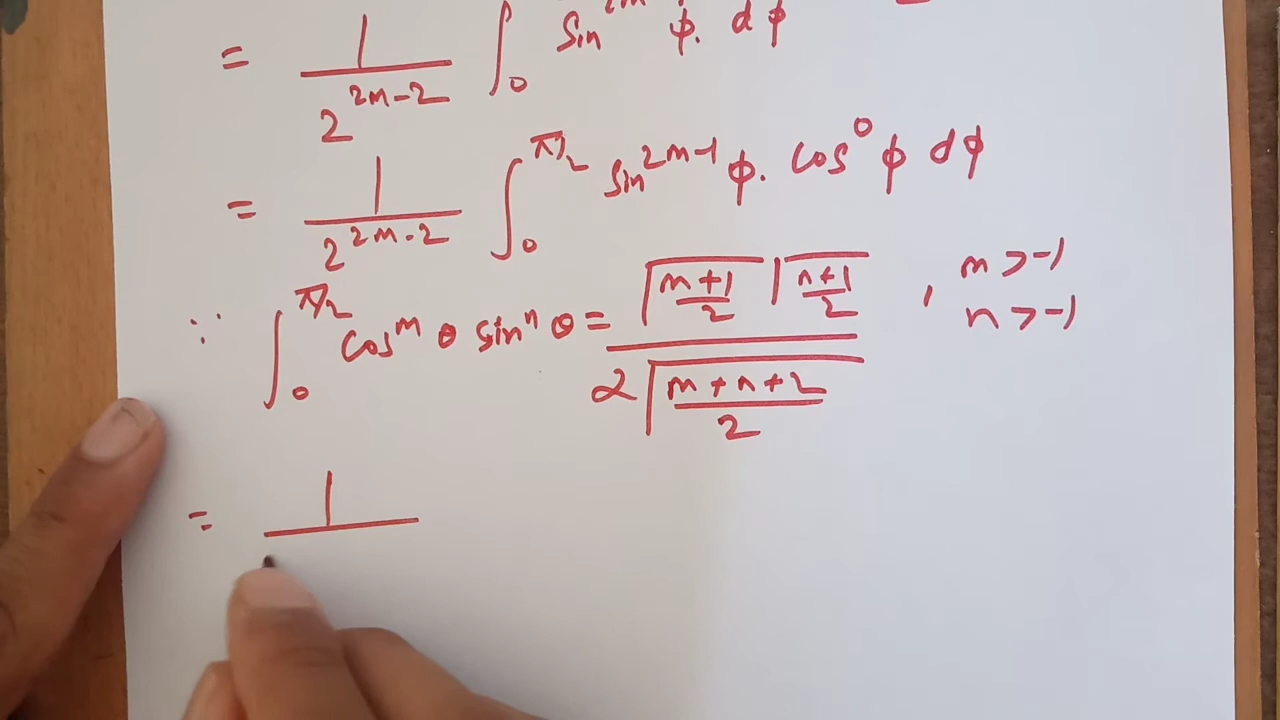 = 1 / 2^{2m-2} ∫_0 sin^{2m} φ. dφ
= 1 / 2^{2m-2} ∫_0^{π/2} sin^{2m-1} φ. cos^0 φ dφ
∵ ∫_0^{π/2} cos^m θ sin^n θ = Γ((m+1)/2) Γ((n+1)/2) / 2 Γ((m+n+2)/2) , m > -1 n > -1
= 1